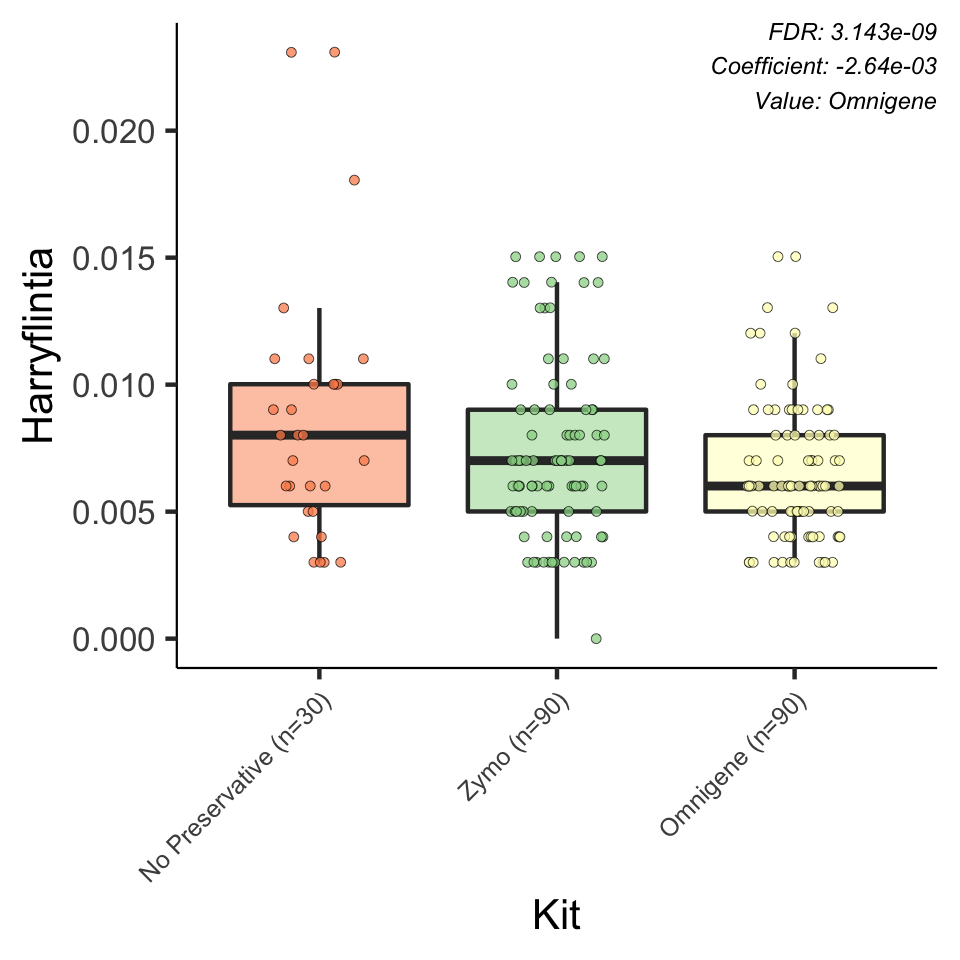 FDR: 3.143e-09
Coefficient: -2.64e-03
Value: Omnigene
Harryflintia
0.020
0.015
0.010
0.005
0.000
No Preservative (n=30)
Zymo (n=90)
Omnigene (n=90)
Kit